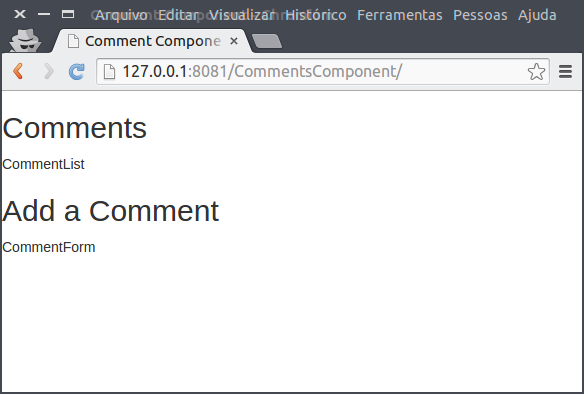 Arquivo Editar Visualizar Histórico Ferramentas Pessoas Ajuda
Comment Compone
127.0.0.1:8081/CommentsComponent/
Comments
CommentList
Add a Comment
CommentForm